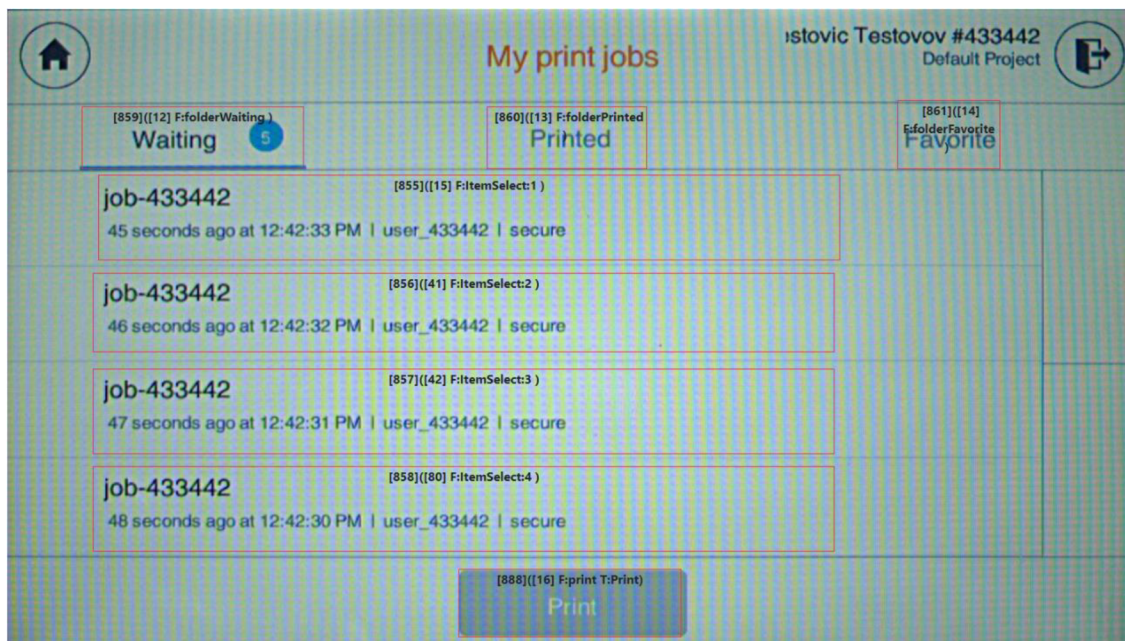 My print jobs
stovic Testovov #433442
Default Project
[859]([12] F:folderWaiting )
Waiting 5
[860]([13] F:folderPrinted
)
Printed
[861]([14]
F:folderFavorite
)
Favorite
[855]([15] F:ItemSelect:1 )
job-433442
45 seconds ago at 12:42:33 PM | user_433442 | secure
[856]([41] F:ItemSelect:2 )
job-433442
46 seconds ago at 12:42:32 PM | user_433442 | secure
[857]([42] F:ItemSelect:3 )
job-433442
47 seconds ago at 12:42:31 PM | user_433442 | secure
[858]([80] F:ItemSelect:4 )
job-433442
48 seconds ago at 12:42:30 PM | user_433442 | secure
[888]([16] F:print T:Print)
Print